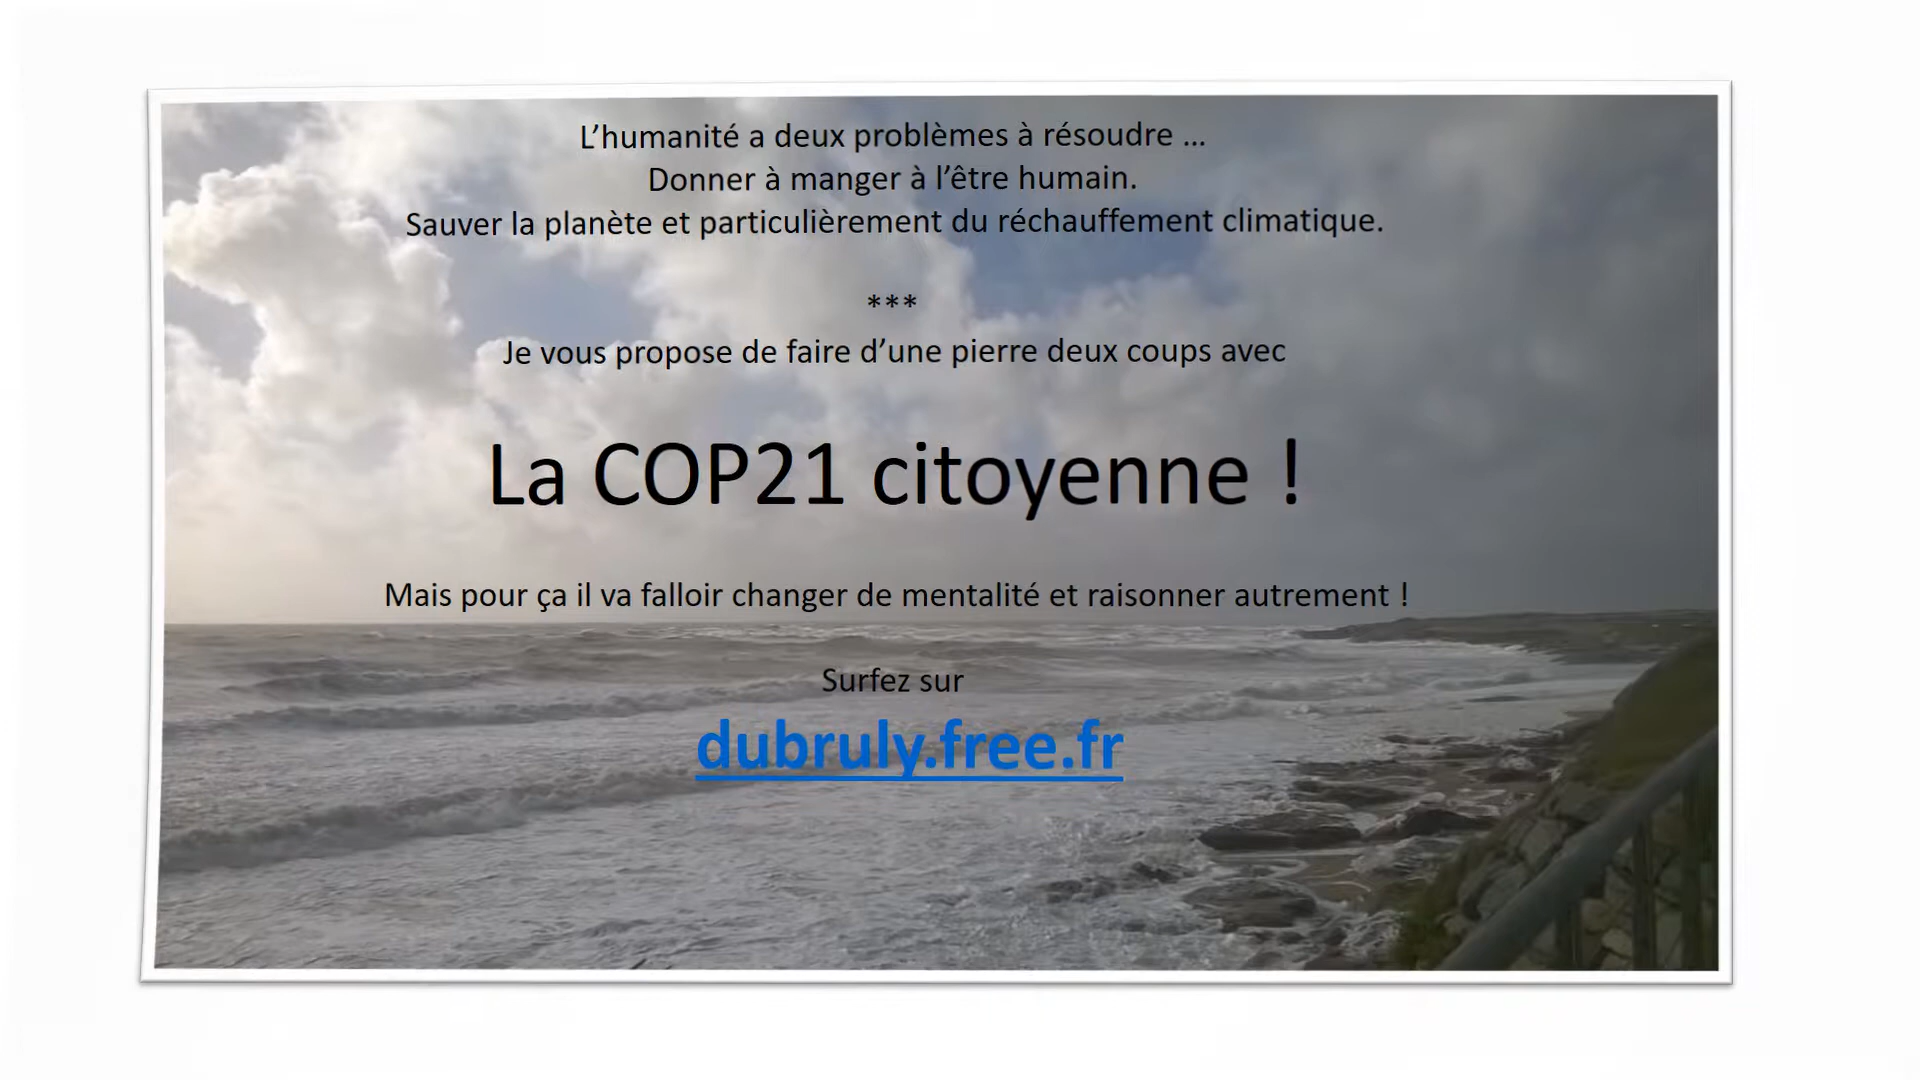 L’humanité a deux problèmes à résoudre ...
Donner à manger à l’être humain.
Sauver la planète et particulièrement du réchauffement climatique.
***
Je vous propose de faire d’une pierre deux coups avec
La COP21 citoyenne !
Mais pour ça il va falloir changer de mentalité et raisonner autrement !
Surfez sur
dubruly.free.fr